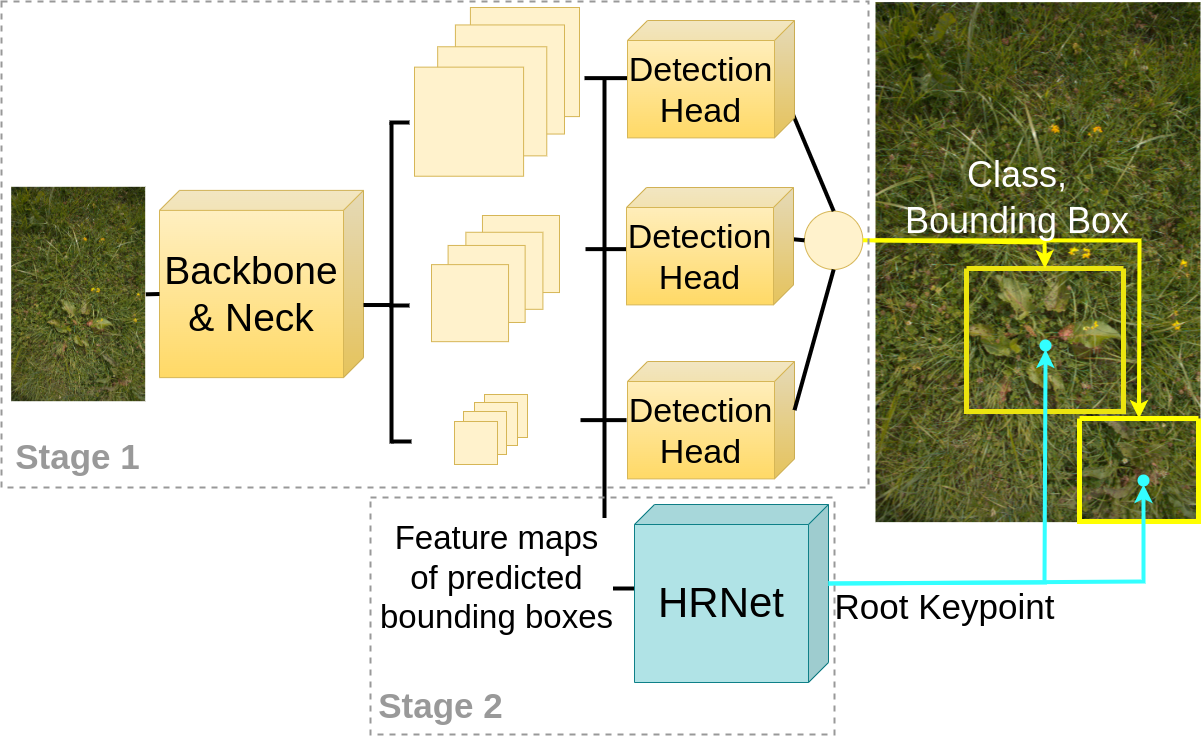 Backbone
& Neck
Detection
Head
Detection
Head
Detection
Head
Class,
Bounding Box
Stage 1
Feature maps
of predicted
bounding boxes
HRNet
Root Keypoint
Stage 2